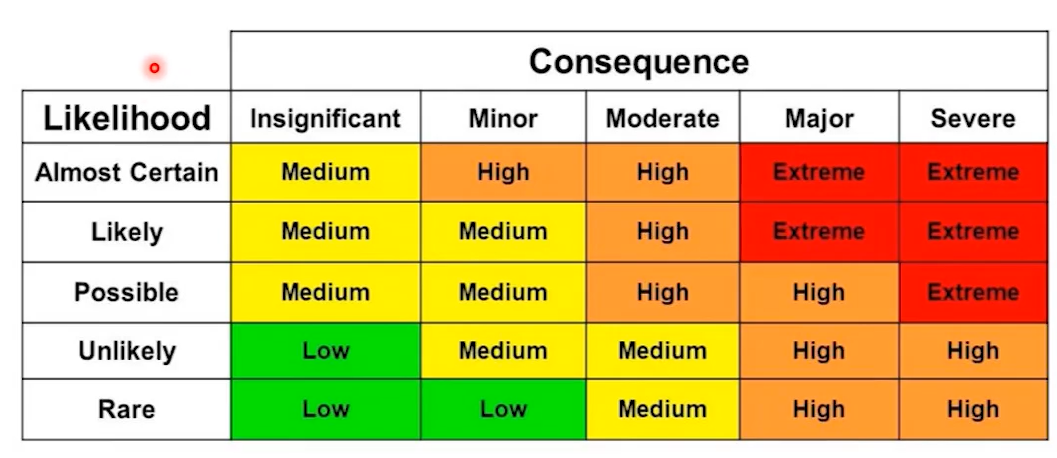 Consequence
Likelihood Insignificant Minor Moderate Major Severe
Almost Certain Medium High High Extreme Extreme
Likely Medium Medium High Extreme Extreme
Possible Medium Medium High High Extreme
Unlikely Low Medium Medium High High
Rare Low Low Medium High High